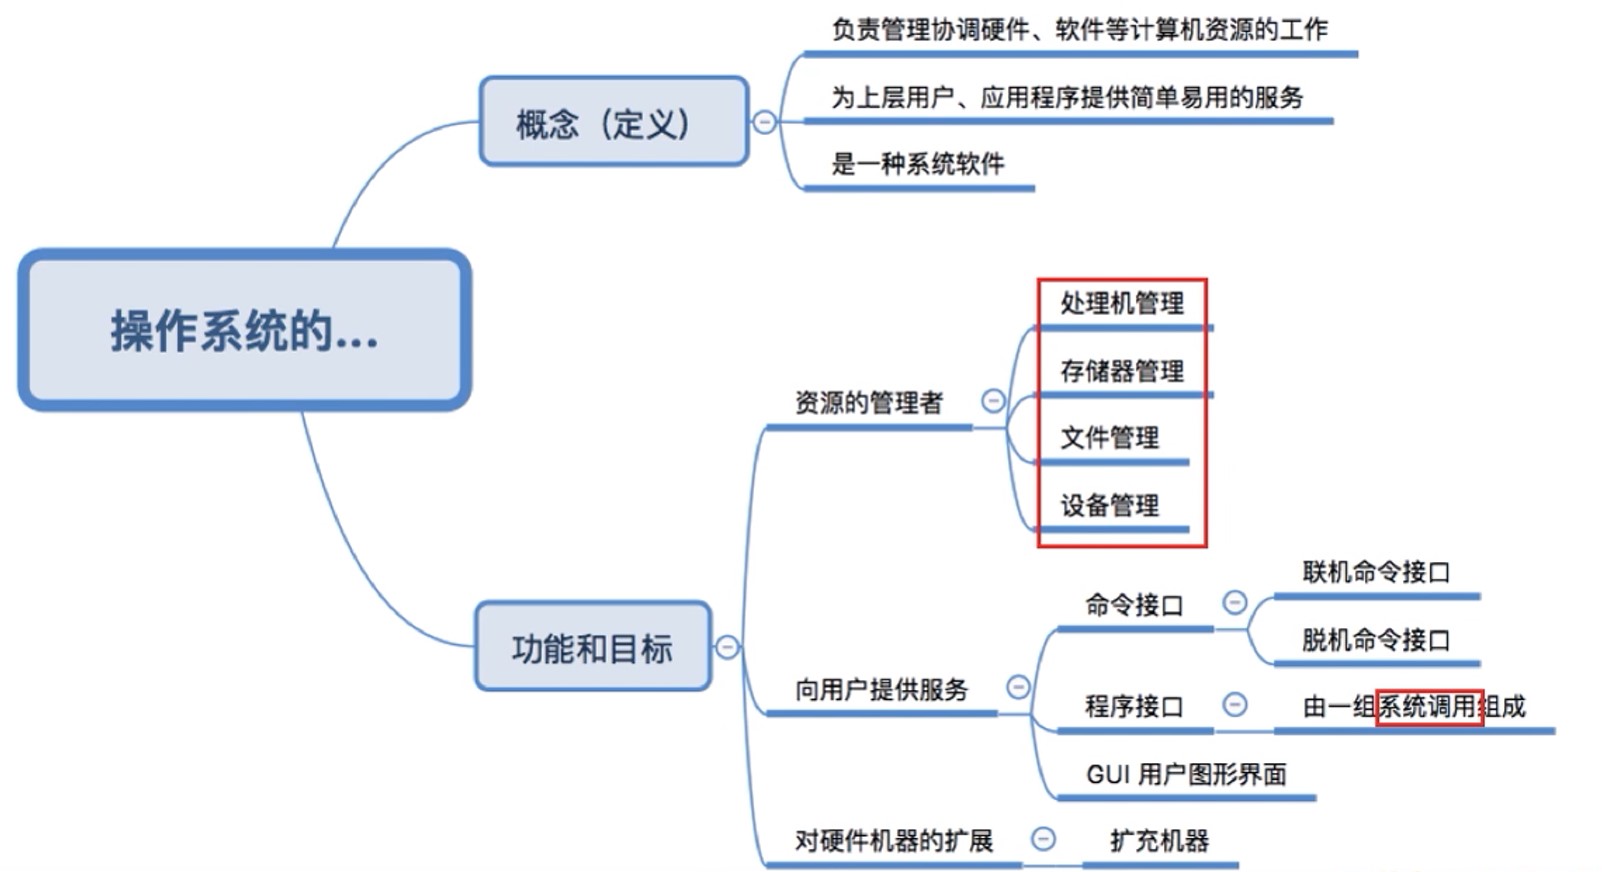 负责管理协调硬件、软件等计算机资源的工作
概念（定义）
为上层用户、应用程序提供简单易用的服务
是一种系统软件
操作系统的...
处理机管理
存储器管理
资源的管理者
文件管理
设备管理
联机命令接口
命令接口
脱机命令接口
功能和目标
向用户提供服务
程序接口
由一组系统调用组成
GUI 用户图形界面
对硬件机器的扩展
扩充机器